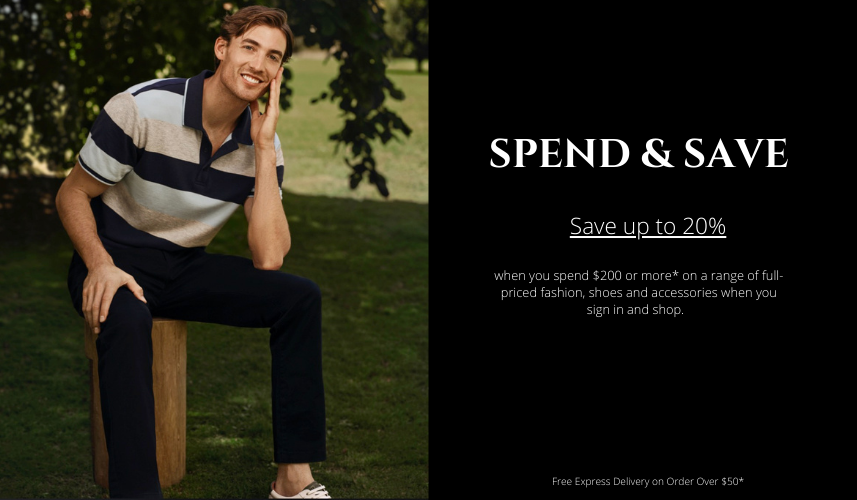 SPEND & SAVE
Save up to 20%
when you spend $200 or more* on a range of full-
priced fashion, shoes and accessories when you
sign in and shop.
Free Express Delivery on Order Over $50*